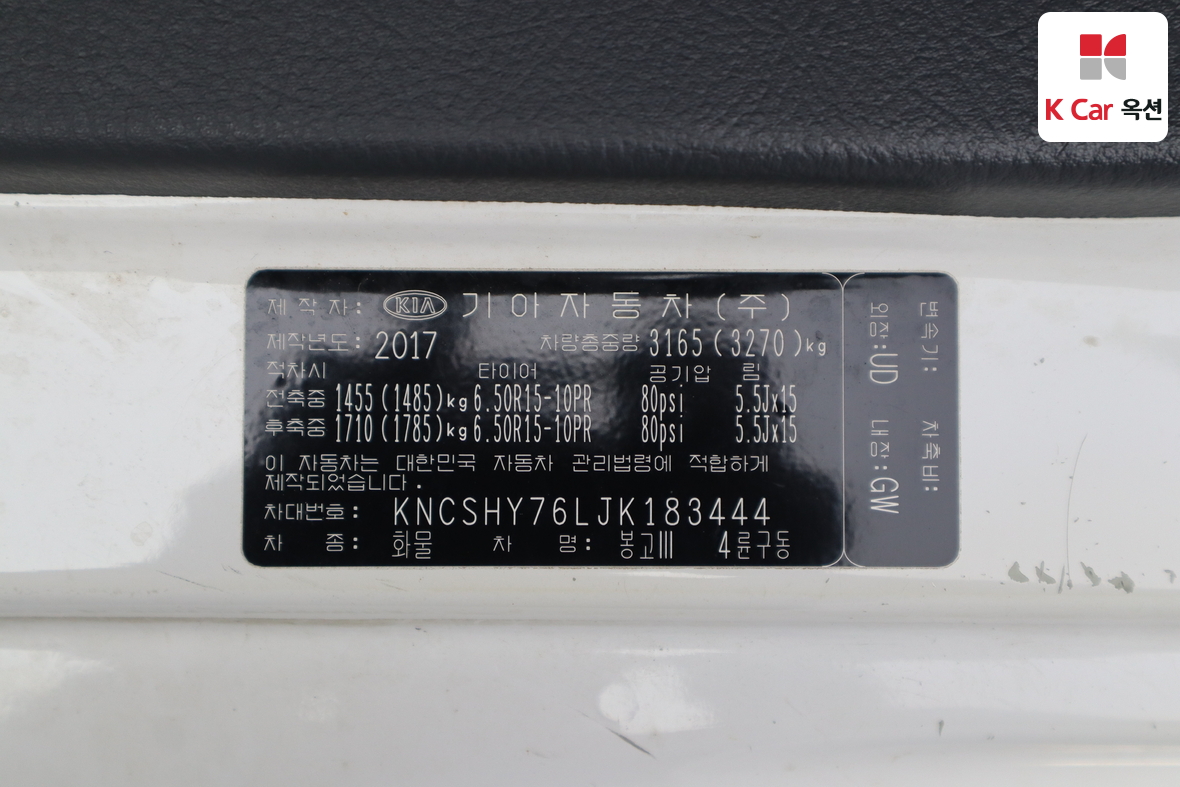 K Car 옥션
제 작 자: KIA 기아자동차(주)
제작년도: 2017 차량총중량 3165(3270)kg
적차시 타이어 공기압 림
전축중 1455(1485)kg 6.50R15-10PR 80psi 5.5Jx15
후축중 1710(1785)kg 6.50R15-10PR 80psi 5.5Jx15
이 자동차는 대한민국 자동차 관리법령에 적합하게
제작되었습니다.
차대번호: KNCSHY76LJK183444
차 종: 화물 차 명: 봉고III 4륜구동
변속기: 차축비:
외장:UD 내장:GW